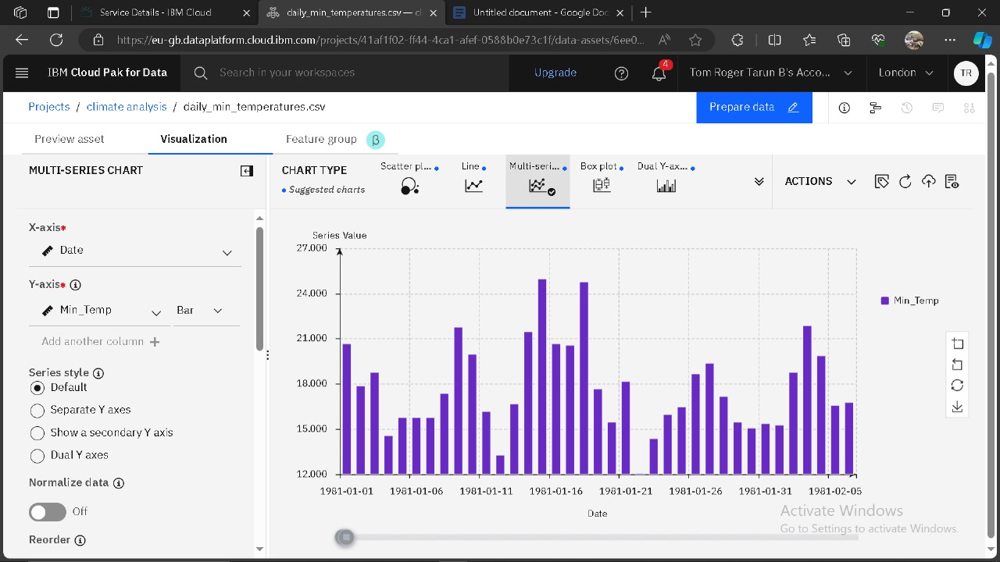 Service Details - IBM Cloud
daily_min_temperatures.csv — cl
Untitled document - Google Doc
https://eu-gb.dataplatform.cloud.ibm.com/projects/41af1f02-ff44-4ca1-afef-0588b0e73c1f/data-assets/6ee0...
IBM Cloud Pak for Data
Search in your workspaces
Upgrade
4
Tom Roger Tarun B's Acco...
London
TR
Projects / climate analysis / daily_min_temperatures.csv
Prepare data
Preview asset
Visualization
Feature group β
MULTI-SERIES CHART
CHART TYPE
Suggested charts
Scatter pl...
Line
Multi-seri...
Box plot
Dual Y-ax...
ACTIONS
X-axis*
Date
Y-axis*
Min_Temp
Bar
Add another column +
Series style
Default
Separate Y axes
Show a secondary Y axis
Dual Y axes
Normalize data
Off
Reorder
Series Value
27.000
24.000
21.000
18.000
15.000
12.000
1981-01-01 1981-01-06 1981-01-11 1981-01-16 1981-01-21 1981-01-26 1981-01-31 1981-02-05
Date
Min_Temp
Activate Windows
Go to Settings to activate Windows.